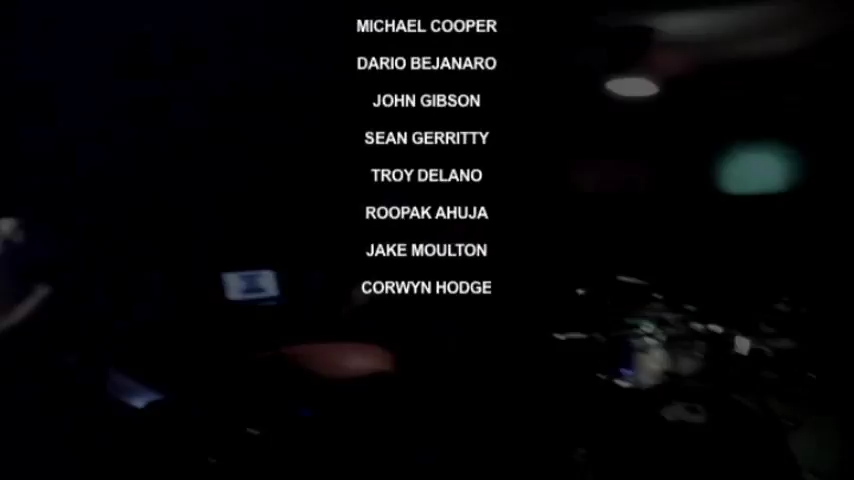 MICHAEL COOPER
DARIO BEJANARO
JOHN GIBSON
SEAN GERRITTY
TROY DELANO
ROOPAK AHUJA
JAKE MOULTON
CORWYN HODGE